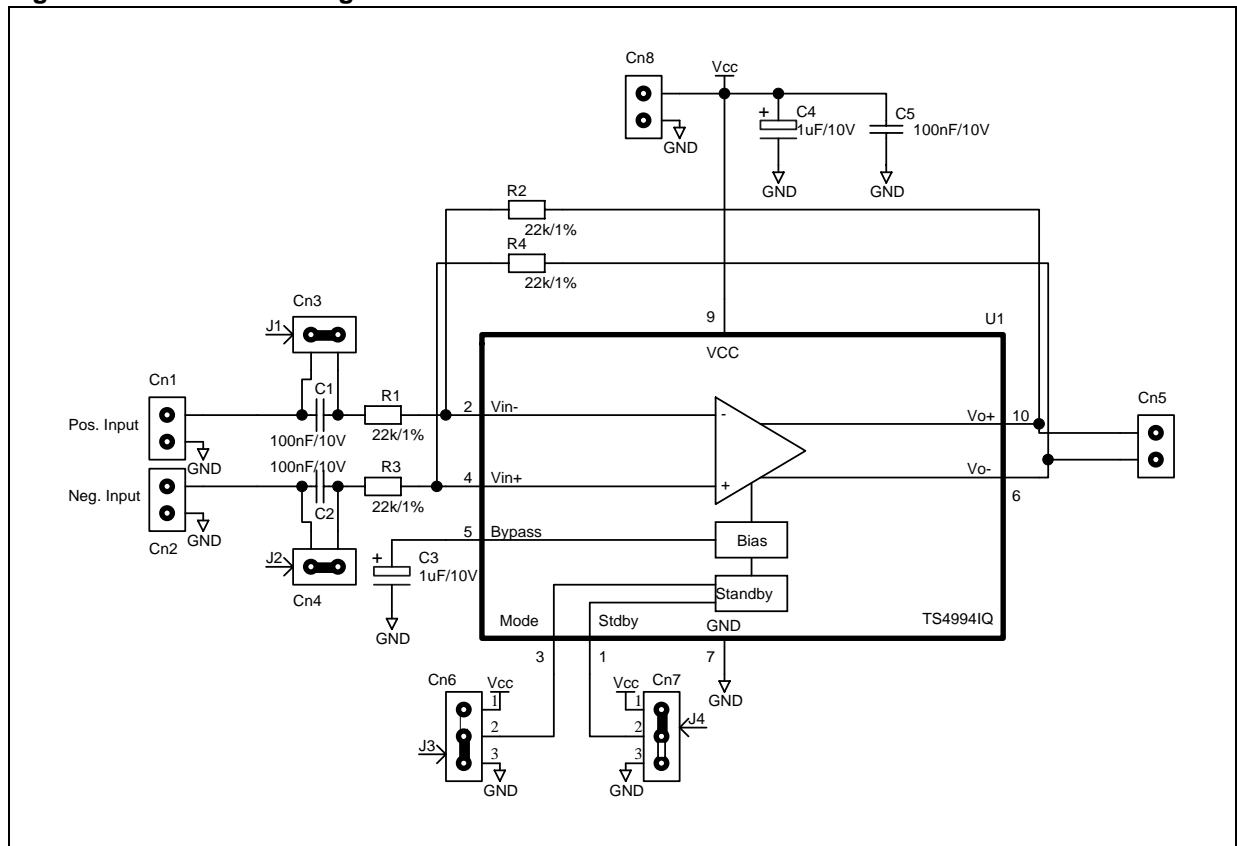 Cn8
Vcc
+
C4
1uF/10V
C5
100nF/10V
GND
GND
GND
R2
22k/1%
R4
22k/1%
Cn3
J1
9
U1
VCC
Cn1
C1
R1
2
Vin-
-
Vo+
10
Cn5
Pos. Input
100nF/10V
22k/1%
GND
100nF/10V
R3
4
Vin+
+
Vo-
6
Neg. Input
C2
22k/1%
GND
Cn2
5
Bypass
Bias
J2
+
C3
1uF/10V
Standby
Cn4
Mode
Stdby
GND
TS4994IQ
GND
3
1
7
Cn6
Vcc
1
2
3
J3
GND
Vcc
Cn7
1
2
3
J4
GND
GND